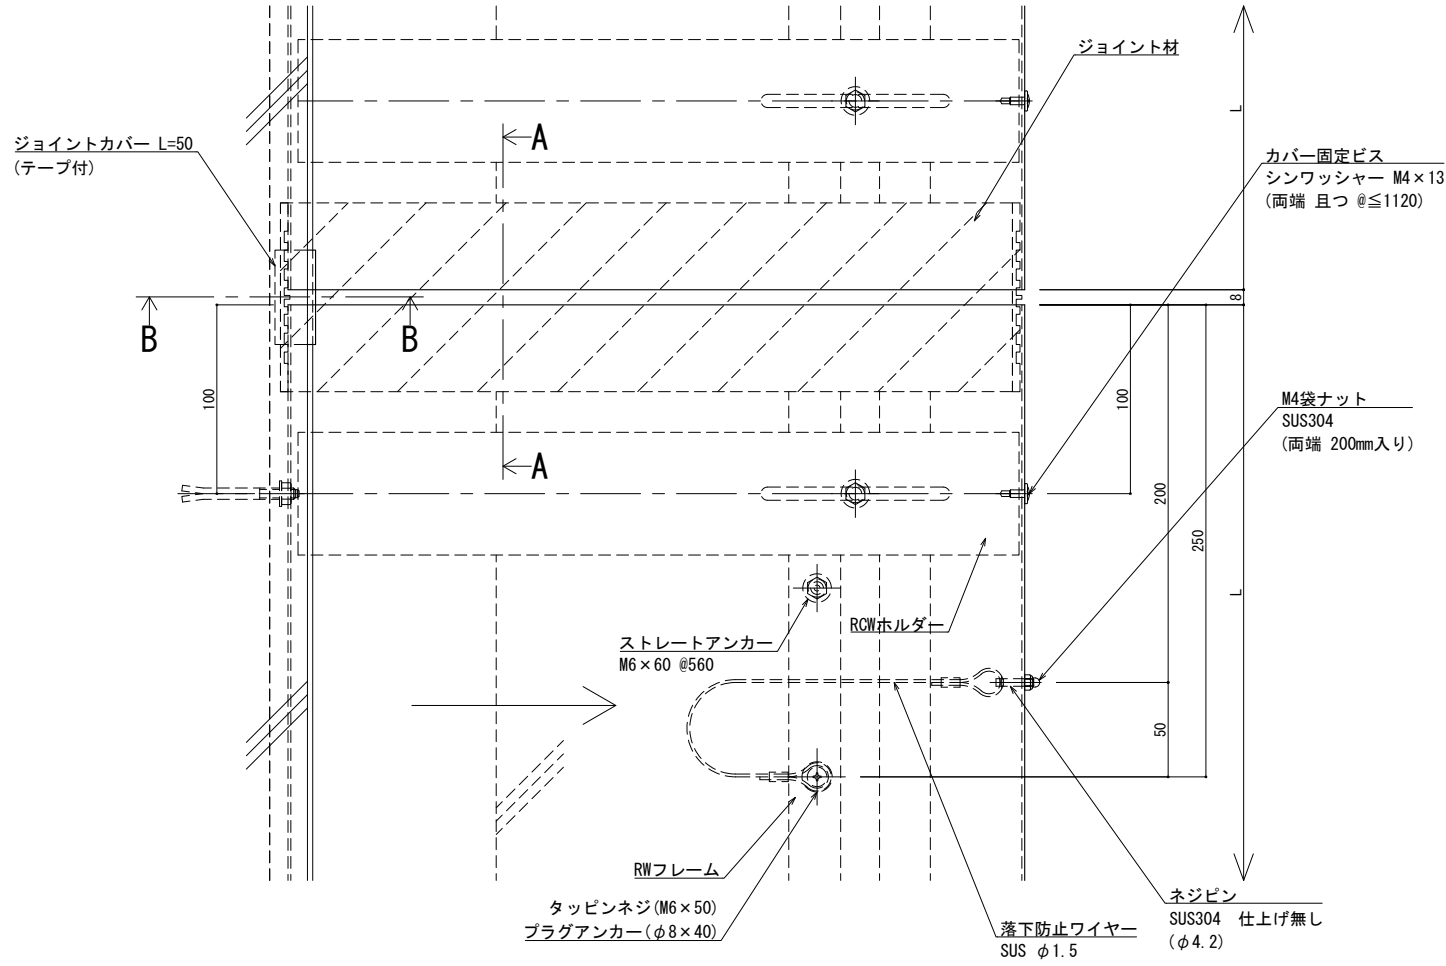 ジョイント材
L
A
ジョイントカバー L=50
(テープ付)
カバー固定ビス
シンワッシャー M4×13
(両端 且つ @≦1120)
8
B
B
100
100
M4袋ナット
SUS304
(両端 200mm入り)
A
200
250
L
ストレートアンカー
M6×60 @560
RCWホルダー
50
RWフレーム
タッピンネジ(M6×50)
プラグアンカー(φ8×40)
落下防止ワイヤー
SUS φ1.5
ネジピン
SUS304 仕上げ無し
(φ4.2)